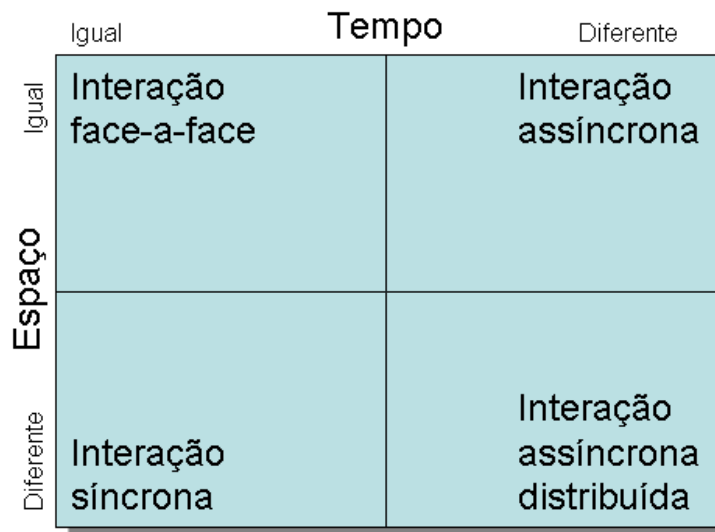 Igual Tempo Diferente
Igual
Interação
face-a-face
Interação
assíncrona
Espaço
Diferente
Interação
síncrona
Interação
assíncrona
distribuída